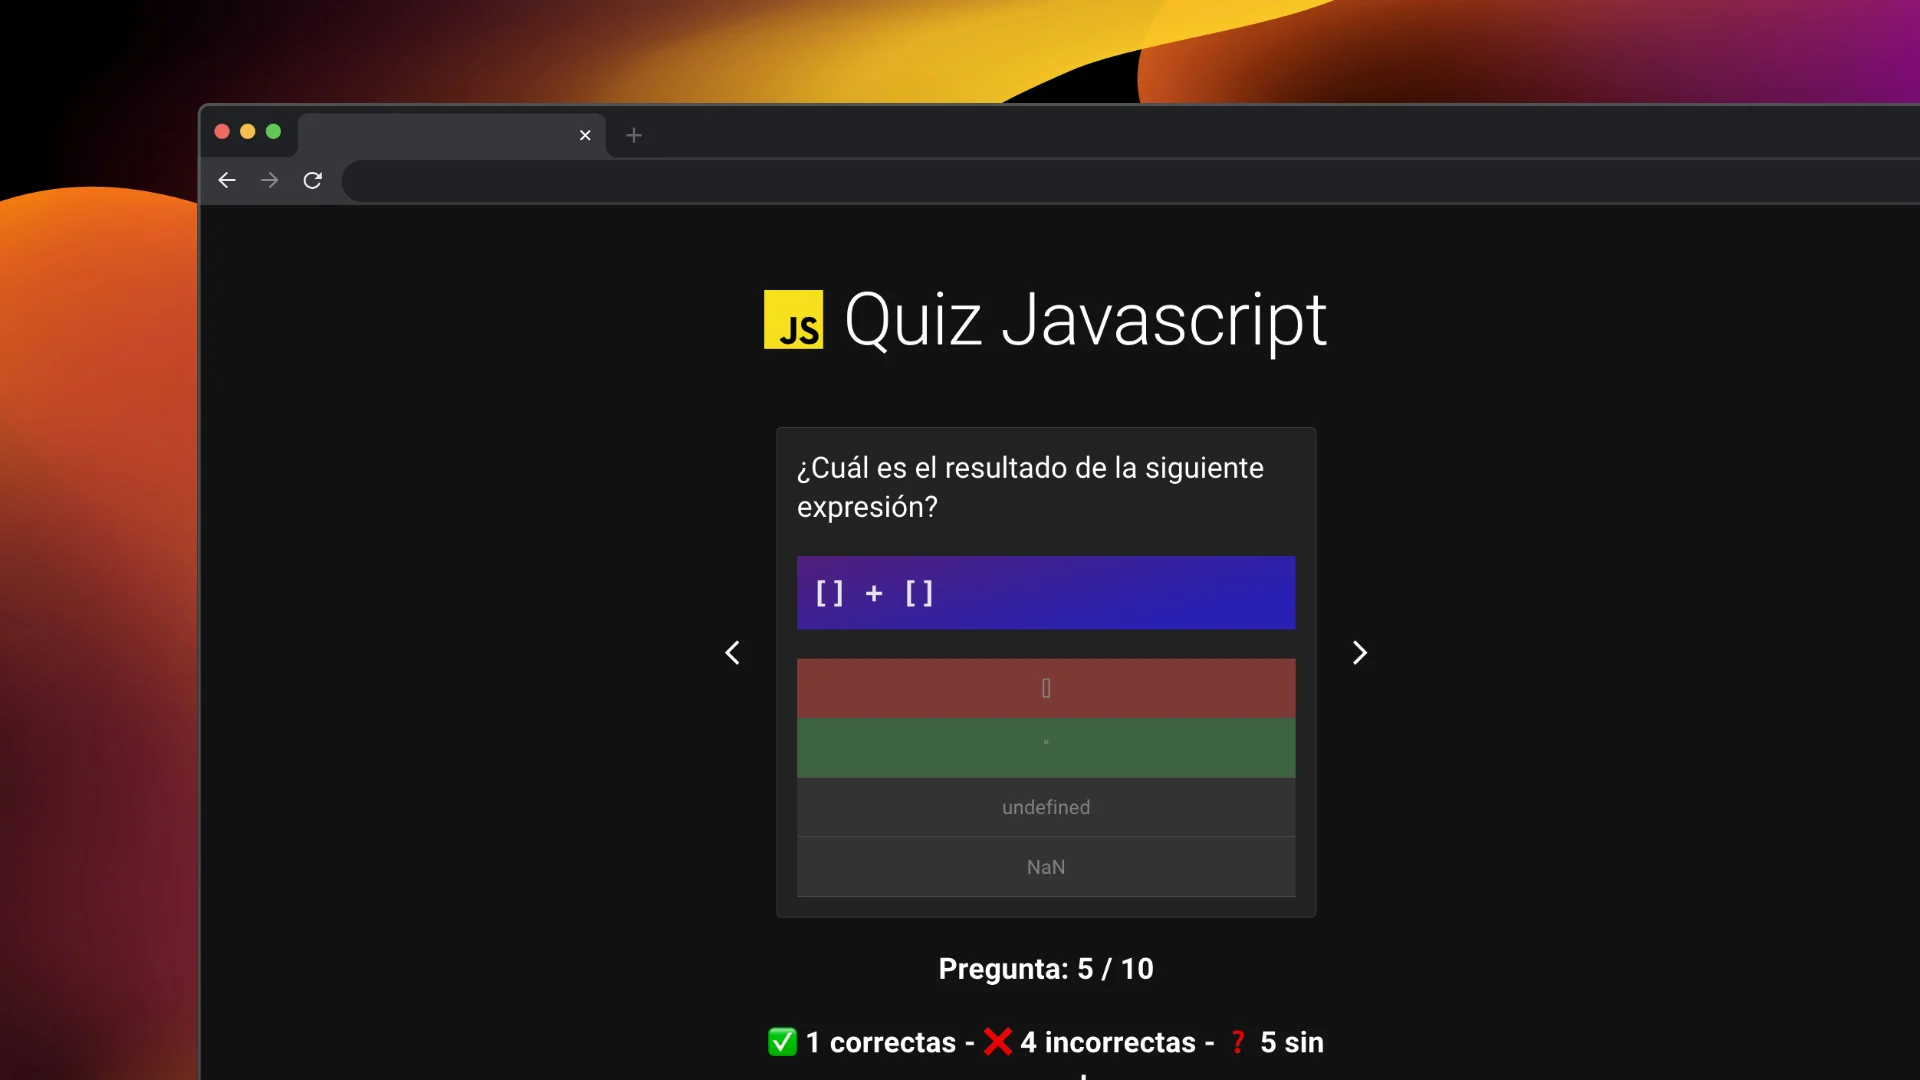 JS Quiz Javascript
¿Cuál es el resultado de la siguiente
expresión?
[] + []
[]
"
undefined
NaN
Pregunta: 5 / 10
✅ 1 correctas - ❌ 4 incorrectas - ❓ 5 sin